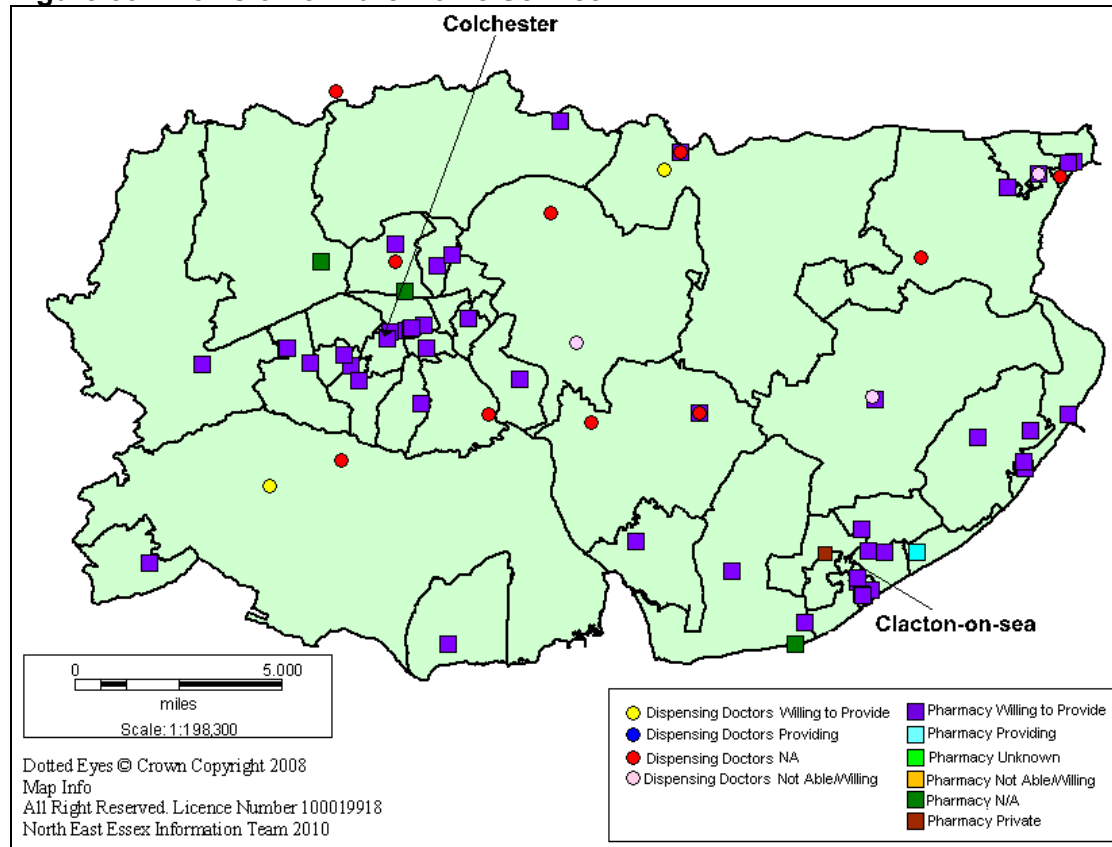 Colchester
Clacton-on-sea
0 5.000
miles
Scale: 1:198,300
Dispensing Doctors Willing to Provide
Dispensing Doctors Providing
Dispensing Doctors NA
Dispensing Doctors Not Able/Willing
Pharmacy Willing to Provide
Pharmacy Providing
Pharmacy Unknown
Pharmacy Not Able/Willing
Pharmacy N/A
Pharmacy Private
Dotted Eyes © Crown Copyright 2008
Map Info
All Right Reserved. Licence Number 100019918
North East Essex Information Team 2010